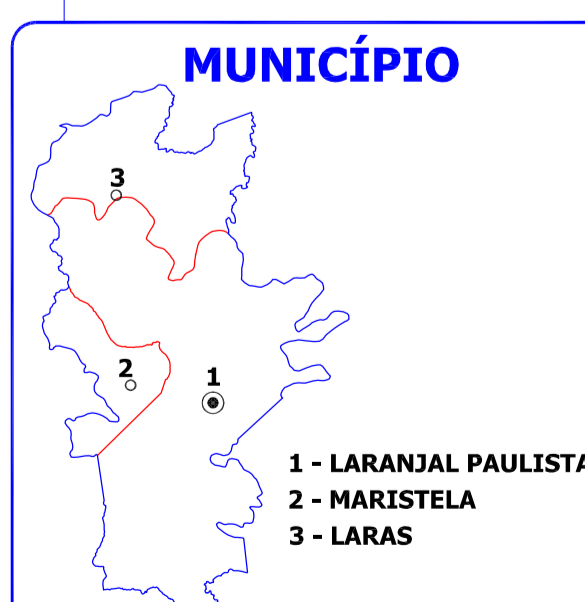 MUNICÍPIO
3
2
1
1 - LARANJAL PAULISTA
2 - MARISTELA
3 - LARAS